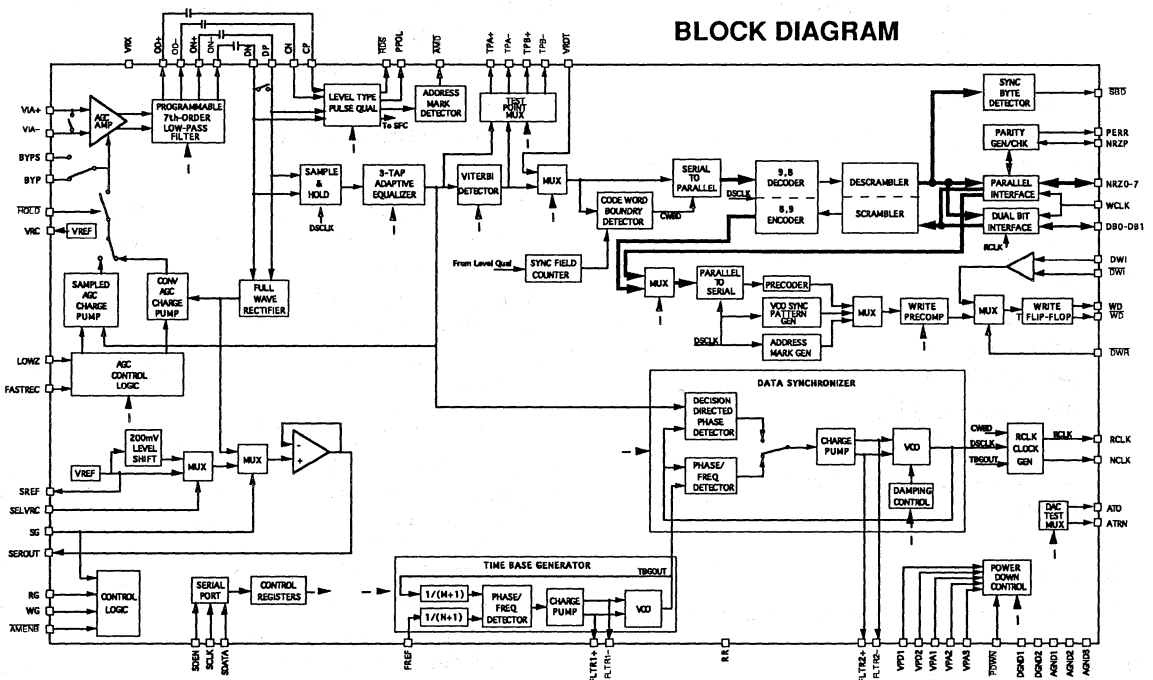 BLOCK DIAGRAM
VRX
OD+
OD-
ON+
ON-
DN
DP
CN
CP
RDS
PPOL
AMD
TPA+
TPA-
TPB+
TPB-
VRDT
VIA+
VIA-
BYPS
BYP
HOLD
VRC
LOWZ
FASTREC
SREF
SELVRC
SG
SEROUT
RG
WG
AMENB
AGC
AMP
PROGRAMMABLE
7th-ORDER
LOW-PASS
FILTER
LEVEL TYPE
PULSE QUAL
To SFC
ADDRESS
MARK
DETECTOR
TEST
POINT
MUX
SYNC
BYTE
DETECTOR
SBD
PARITY
GEN/CHK
PERR
NRZP
SAMPLE
&
HOLD
DSCLK
3-TAP
ADAPTIVE
EQUALIZER
VITERBI
DETECTOR
MUX
SERIAL
TO
PARALLEL
CODE WORD
BOUNDRY
DETECTOR
CWBD
DSCLK
9,8
DECODER
8,9
ENCODER
DESCRAMBLER
SCRAMBLER
PARALLEL
INTERFACE
NRZ0-7
WCLK
DUAL BIT
INTERFACE
DB0-DB1
RCLK
From Level Qual
SYNC FIELD
COUNTER
VREF
SAMPLED
AGC
CHARGE
PUMP
CONV
AGC
CHARGE
PUMP
FULL
WAVE
RECTIFIER
MUX
PARALLEL
TO
SERIAL
PRECODER
VCO SYNC
PATTERN
GEN
DSCLK
ADDRESS
MARK GEN
MUX
WRITE
PRECOMP
MUX
WRITE
T FLIP-FLOP
DWI
DWI
WD
WD
DWR
AGC
CONTROL
LOGIC
DATA SYNCHRONIZER
DECISION
DIRECTED
PHASE
DETECTOR
PHASE/
FREQ
DETECTOR
CHARGE
PUMP
VCO
DAMPING
CONTROL
CWBD
DSCLK
TBGOUT
RCLK
CLOCK
GEN
RCLK
RCLK
NCLK
200mV
LEVEL
SHIFT
VREF
MUX
MUX
-
+
DAC
TEST
MUX
ATO
ATRN
POWER
DOWN
CONTROL
CONTROL
LOGIC
SERIAL
PORT
CONTROL
REGISTERS
TIME BASE GENERATOR
TBGOUT
1/(M+1)
1/(N+1)
PHASE/
FREQ
DETECTOR
CHARGE
PUMP
VCO
SDEN
SCLK
SDATA
FREF
FLTR1+
FLTR1-
RR
FLTR2+
FLTR2-
VPD1
VPD2
VPA1
VPA2
VPA3
PDWN
DGND1
DGND2
AGND1
AGND2
AGND3